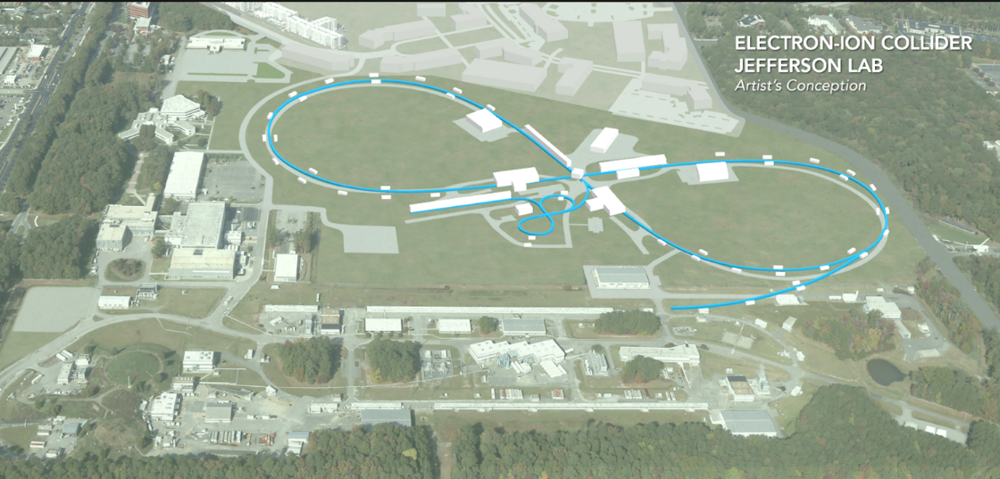 ELECTRON-ION COLLIDER
JEFFERSON LAB
Artist's Conception